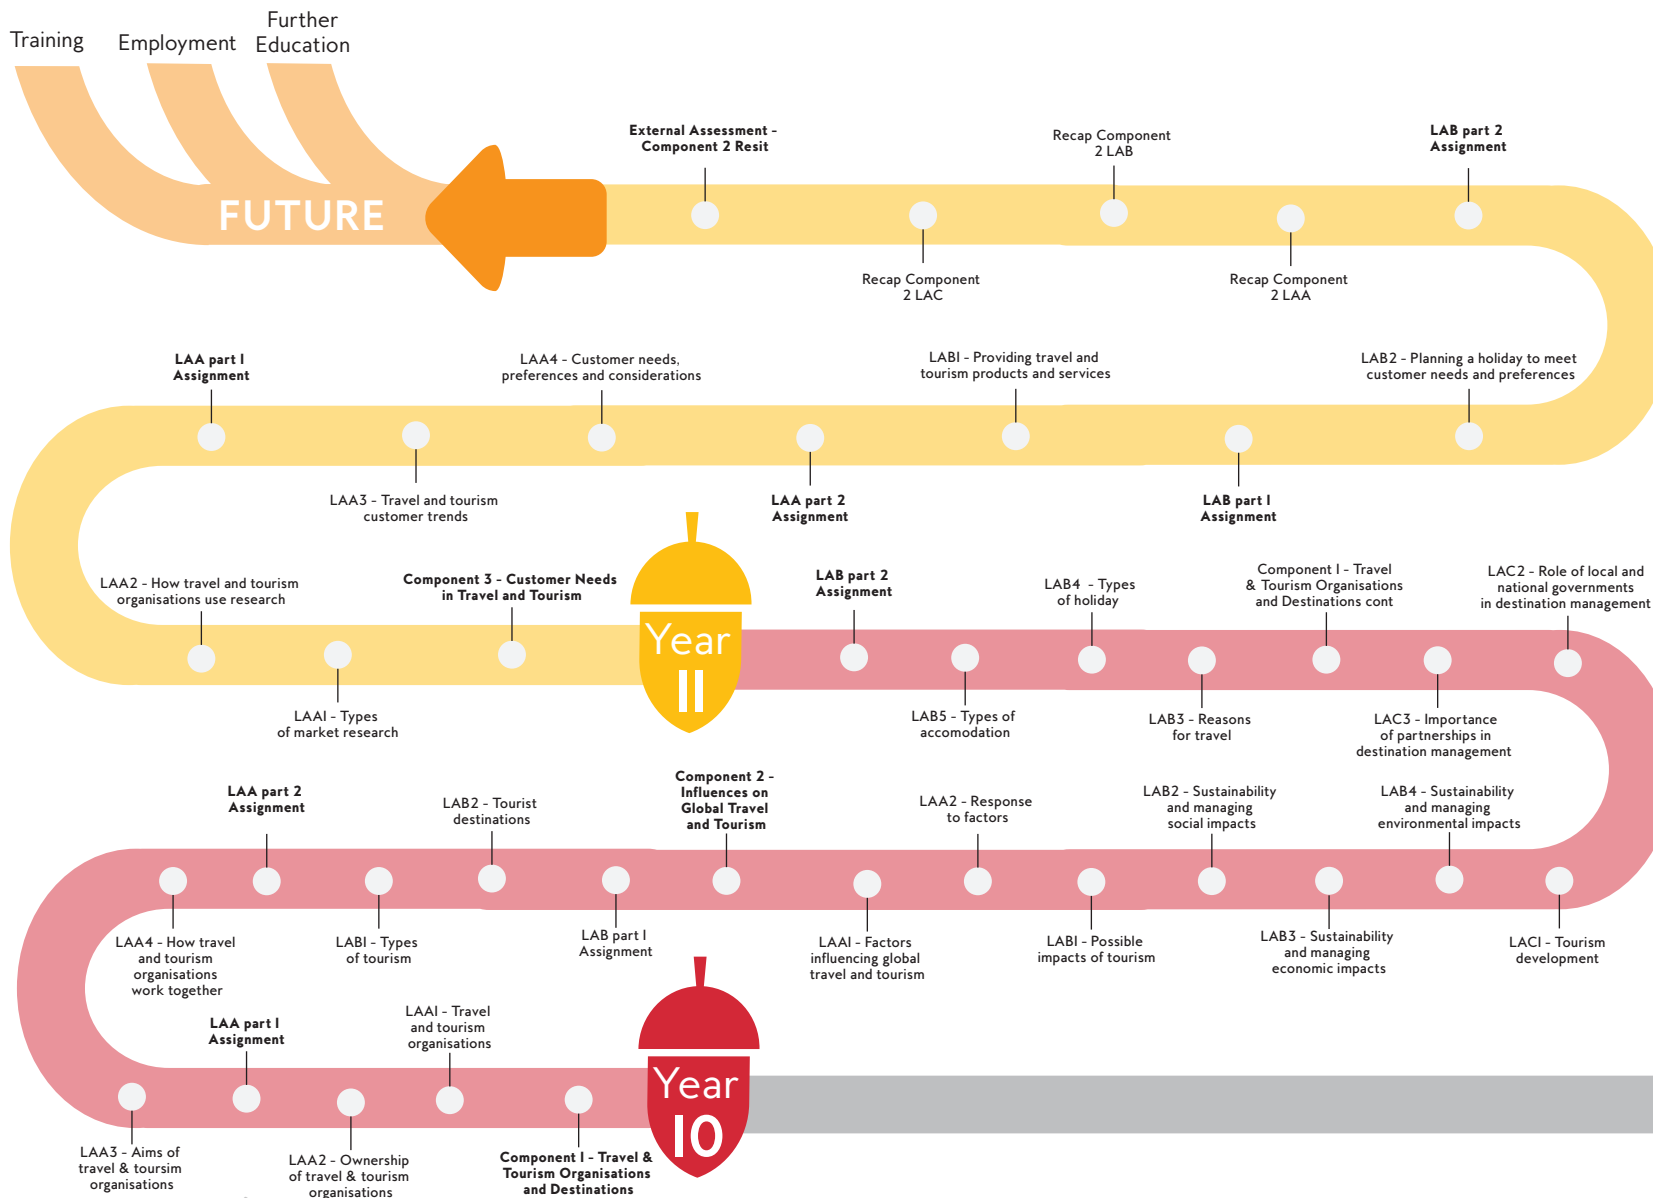 Training
Employment
Further
Education
FUTURE
External Assessment -
Component 2 Resit
Recap Component
2 LAC
Recap Component
2 LAB
Recap Component
2 LAA
LAB part 2
Assignment
LAA part 1
Assignment
LAA3 - Travel and tourism
customer trends
LAA4 - Customer needs,
preferences and considerations
LAA part 2
Assignment
LAB1 - Providing travel and
tourism products and services
LAB part 1
Assignment
LAB2 - Planning a holiday to meet
customer needs and preferences
LAA2 - How travel and tourism
organisations use research
LAA1 - Types
of market research
Component 3 - Customer Needs
in Travel and Tourism
Year
11
LAB part 2
Assignment
LAB5 - Types of
accomodation
LAB4 - Types
of holiday
LAB3 - Reasons
for travel
Component 1 - Travel
& Tourism Organisations
and Destinations cont
LAC3 - Importance
of partnerships in
destination management
LAC2 - Role of local and
national governments
in destination management
LAA4 - How travel
and tourism
organisations
work together
LAA part 2
Assignment
LAB1 - Types
of tourism
LAB2 - Tourist
destinations
LAB part 1
Assignment
Component 2 -
Influences on
Global Travel
and Tourism
LAA1 - Factors
influencing global
travel and tourism
LAA2 - Response
to factors
LAB1 - Possible
impacts of tourism
LAB2 - Sustainability
and managing
social impacts
LAB3 - Sustainability
and managing
economic impacts
LAB4 - Sustainability
and managing
environmental impacts
LAC1 - Tourism
development
LAA3 - Aims of
travel & toursim
organisations
LAA part 1
Assignment
LAA2 - Ownership
of travel & tourism
organisations
LAA1 - Travel
and tourism
organisations
Component 1 - Travel &
Tourism Organisations
and Destinations
Year
10